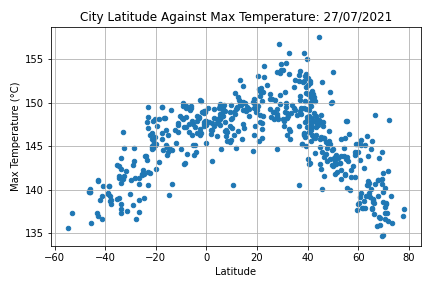 City Latitude Against Max Temperature: 27/07/2021
155
150
145
140
135
Max Temperature (°C)
−60 −40 −20 0 20 40 60 80
Latitude